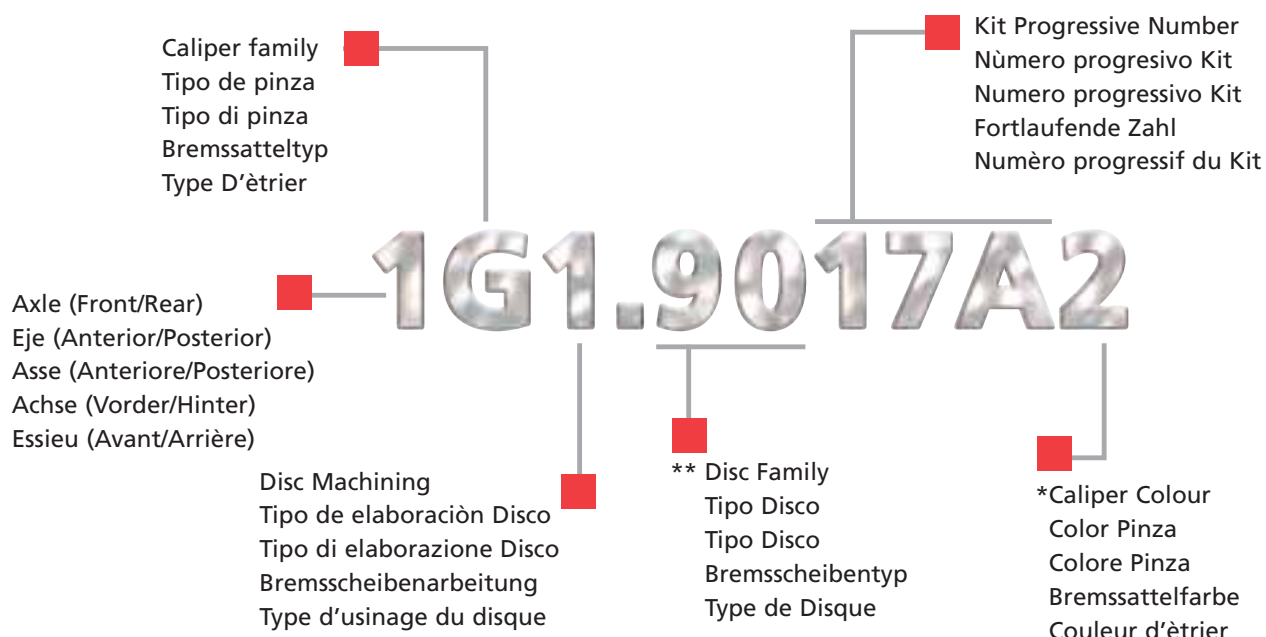 Caliper family
Tipo de pinza
Tipo di pinza
Bremssatteltyp
Type D'ètrier
Kit Progressive Number
Nùmero progresivo Kit
Numero progressivo Kit
Fortlaufende Zahl
Numèro progressif du Kit
1G1.9017A2
Axle (Front/Rear)
Eje (Anterior/Posterior)
Asse (Anteriore/Posteriore)
Achse (Vorder/Hinter)
Essieu (Avant/Arrière)
Disc Machining
Tipo de elaboraciòn Disco
Tipo di elaborazione Disco
Bremsscheibenarbeitung
Type d'usinage du disque
** Disc Family
Tipo Disco
Tipo Disco
Bremsscheibentyp
Type de Disque
*Caliper Colour
Color Pinza
Colore Pinza
Bremssattelfarbe
Couleur d'ètrier